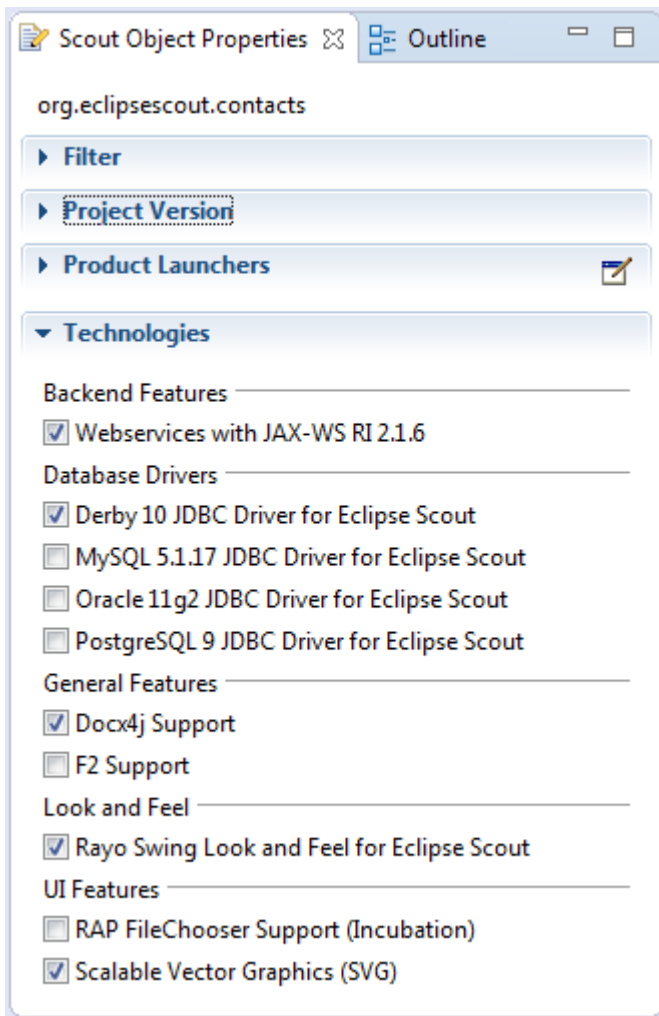 Scout Object Properties Outline
org.eclipsescout.contacts
Filter
Project Version
Product Launchers
Technologies
Backend Features
Webservices with JAX-WS RI 2.1.6
Database Drivers
Derby 10 JDBC Driver for Eclipse Scout
MySQL 5.1.17 JDBC Driver for Eclipse Scout
Oracle 11g2 JDBC Driver for Eclipse Scout
PostgreSQL 9 JDBC Driver for Eclipse Scout
General Features
Docx4j Support
F2 Support
Look and Feel
Rayo Swing Look and Feel for Eclipse Scout
UI Features
RAP FileChooser Support (Incubation)
Scalable Vector Graphics (SVG)